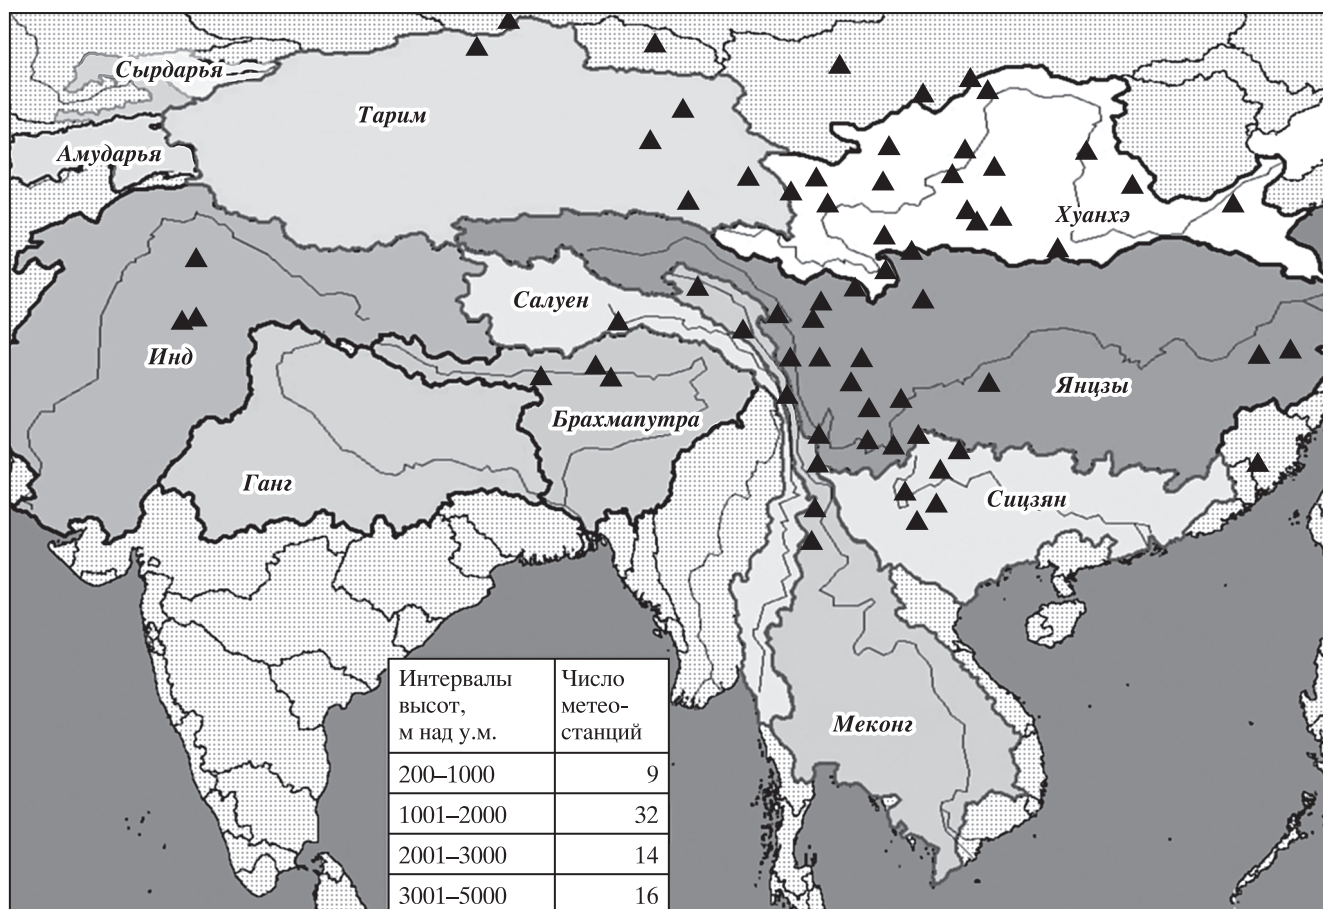 Сырдарья
Тарим
Амударья
Хуанхэ
Салуен
Инд
Янцзы
Брахмапутра
Ганг
Сицзян
Меконг
Интервалы высот, м над у.м. Число метео-станций
200–1000 9
1001–2000 32
2001–3000 14
3001–5000 16